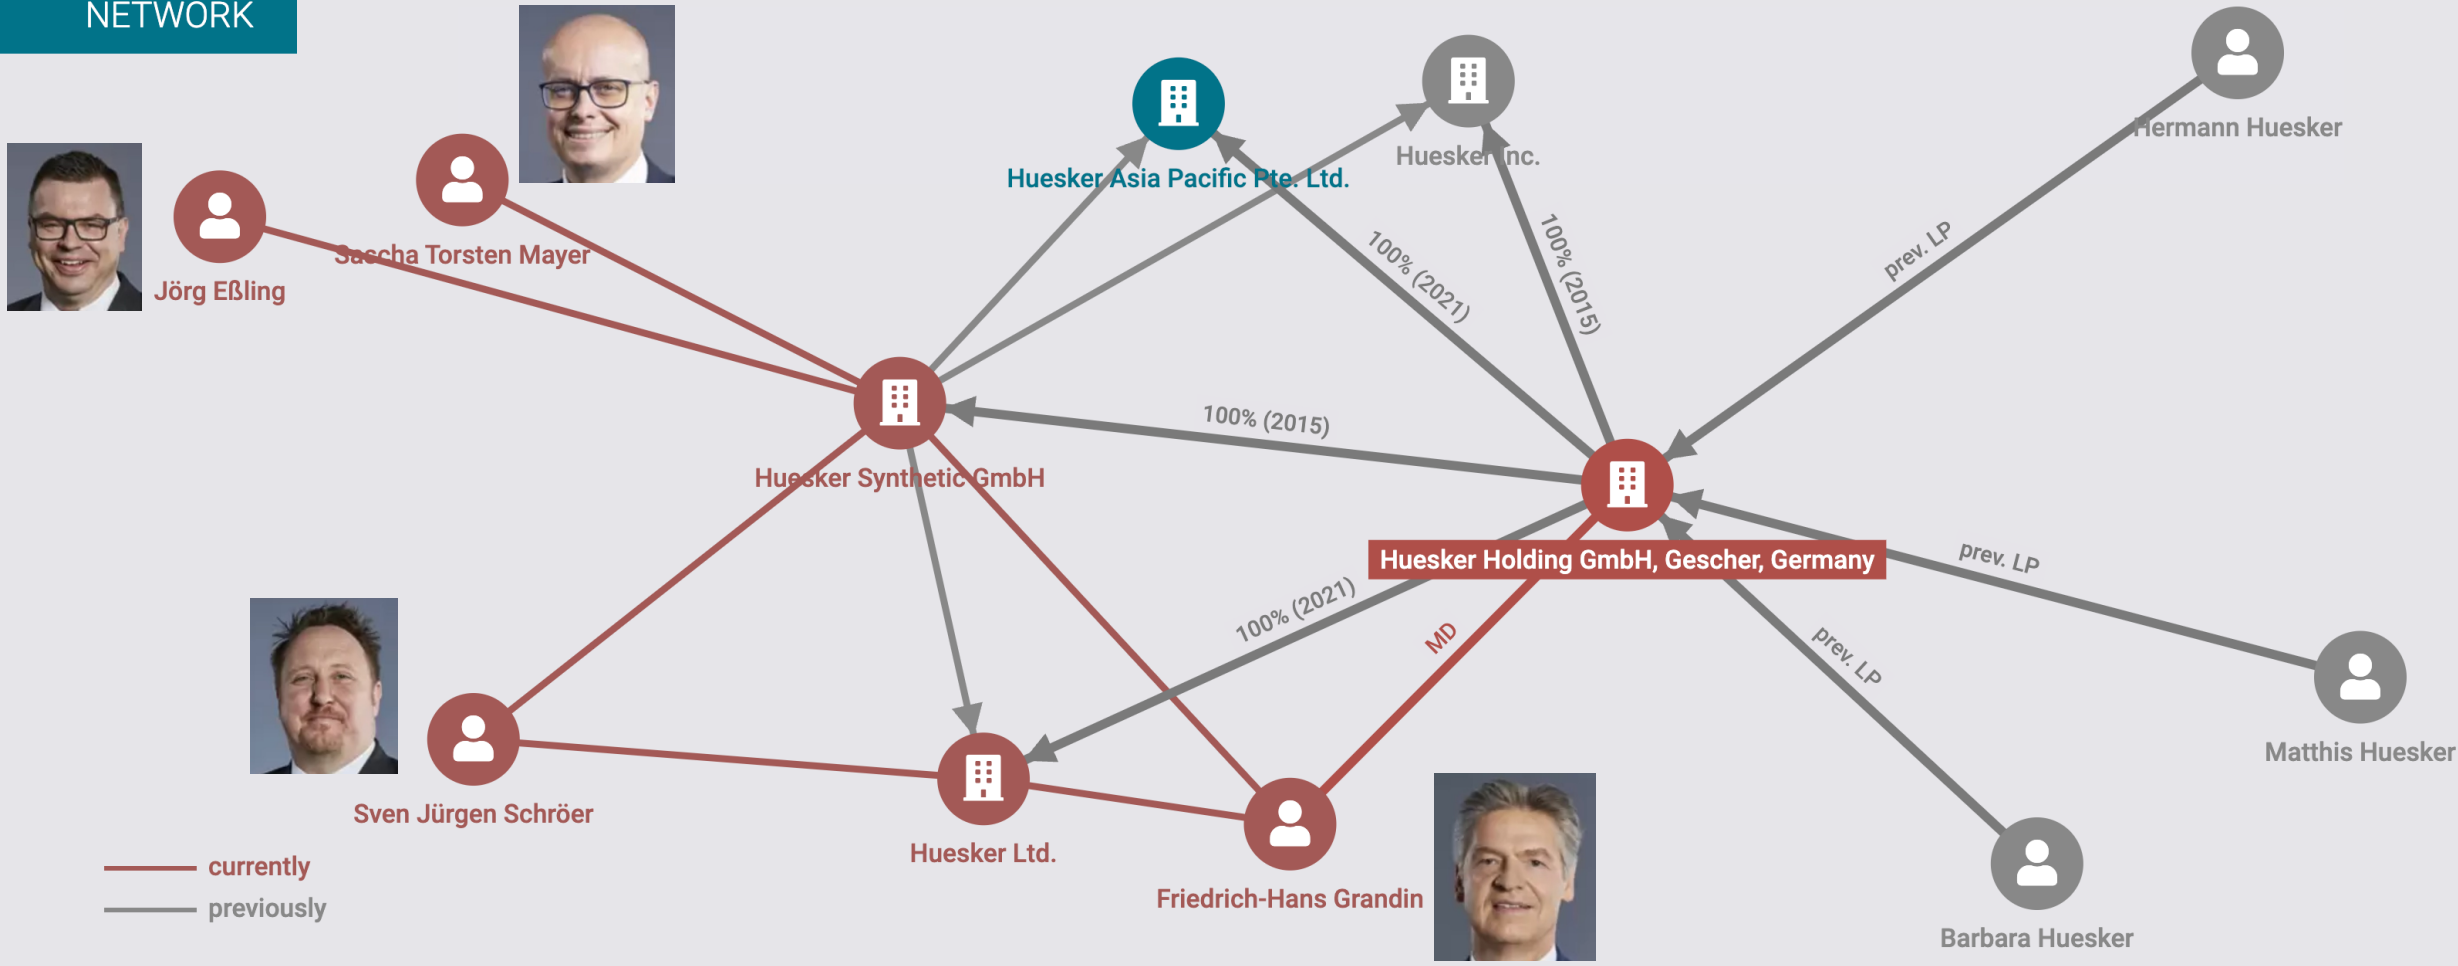 NETWORK
Hermann Huesker
Huesker Inc.
Huesker Asia Pacific Pte. Ltd.
Sascha Torsten Mayer
Jörg Eßling
100% (2021)
100% (2015)
prev. LP
100% (2015)
Huesker Synthetic GmbH
Huesker Holding GmbH, Gescher, Germany
prev. LP
100% (2021)
MD
prev. LP
Matthis Huesker
Sven Jürgen Schröer
Huesker Ltd.
currently
Friedrich-Hans Grandin
previously
Barbara Huesker